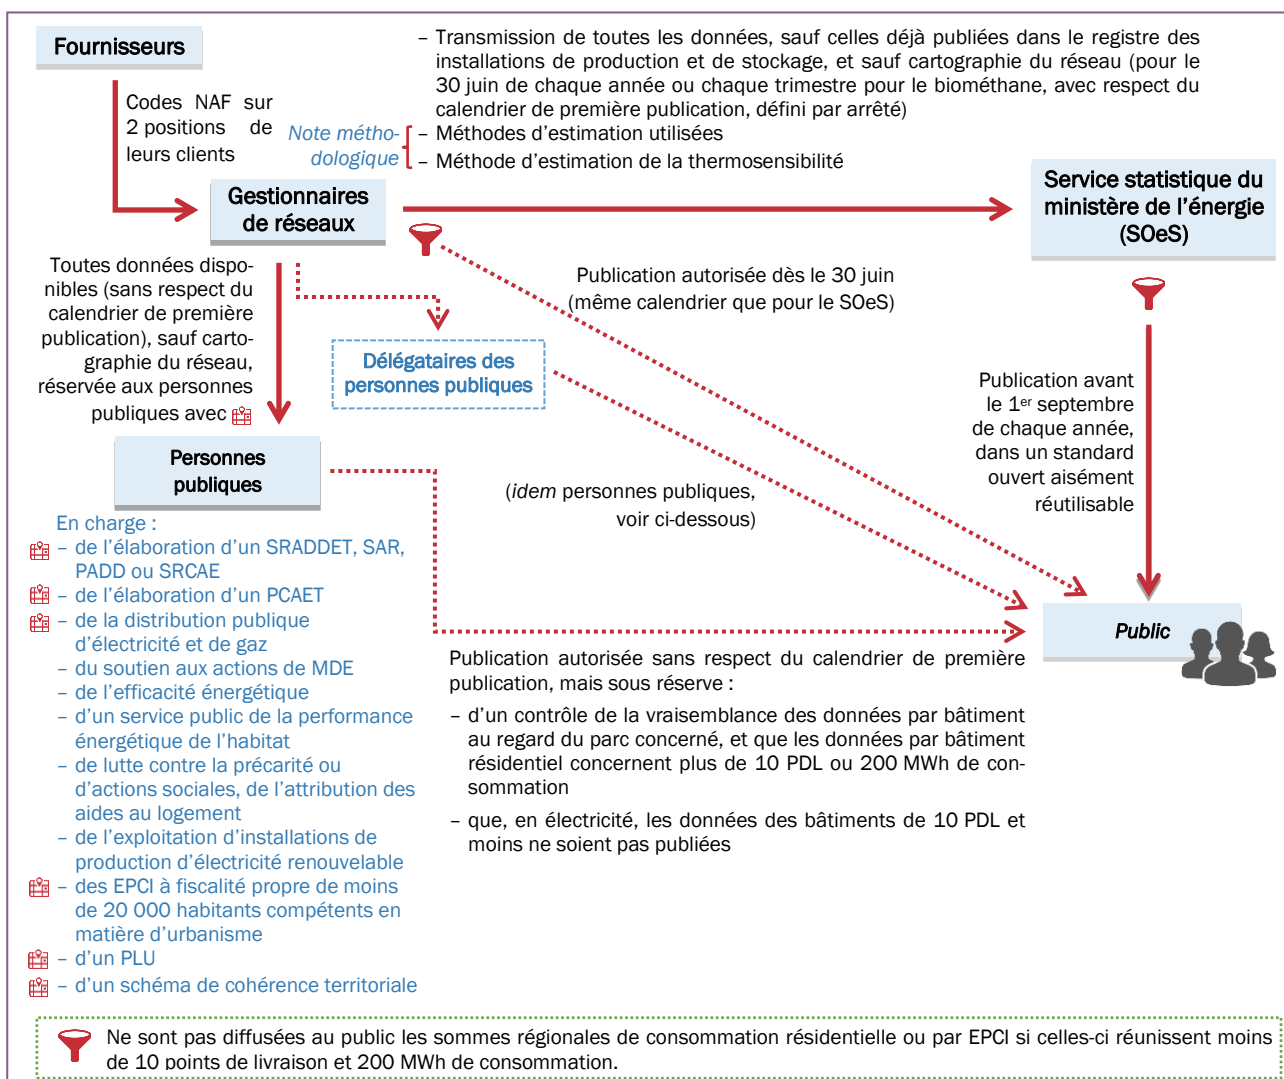 Fournisseurs
Codes NAF sur
2 positions de
leurs clients
– Transmission de toutes les données, sauf celles déjà publiées dans le registre des
installations de production et de stockage, et sauf cartographie du réseau (pour le
30 juin de chaque année ou chaque trimestre pour le biométhane, avec respect du
calendrier de première publication, défini par arrêté)
Note métho-
dologique
– Méthodes d'estimation utilisées
– Méthode d'estimation de la thermosensibilité
Gestionnaires
de réseaux
Service statistique du
ministère de l'énergie
(SOeS)
Toutes données dispo-
nibles (sans respect du
calendrier de première
publication), sauf carto-
graphie du réseau,
réservée aux personnes
publiques avec
Publication autorisée dès le 30 juin
(même calendrier que pour le SOeS)
Délégataires des
personnes publiques
Publication avant
le 1er septembre
de chaque année,
dans un standard
ouvert aisément
réutilisable
Personnes
publiques
(idem personnes publiques,
voir ci-dessous)
En charge :
– de l'élaboration d'un SRADDET, SAR,
PADD ou SRCAE
– de l'élaboration d'un PCAET
– de la distribution publique
d'électricité et de gaz
– du soutien aux actions de MDE
– de l'efficacité énergétique
– d'un service public de la performance
énergétique de l'habitat
– de lutte contre la précarité ou
d'actions sociales, de l'attribution des
aides au logement
– de l'exploitation d'installations de
production d'électricité renouvelable
– des EPCI à fiscalité propre de moins
de 20 000 habitants compétents en
matière d'urbanisme
– d'un PLU
– d'un schéma de cohérence territoriale
Public
Publication autorisée sans respect du calendrier de première
publication, mais sous réserve :
– d'un contrôle de la vraisemblance des données par bâtiment
au regard du parc concerné, et que les données par bâtiment
résidentiel concernent plus de 10 PDL ou 200 MWh de con-
sommation
– que, en électricité, les données des bâtiments de 10 PDL et
moins ne soient pas publiées
Ne sont pas diffusées au public les sommes régionales de consommation résidentielle ou par EPCI si celles-ci réunissent moins
de 10 points de livraison et 200 MWh de consommation.